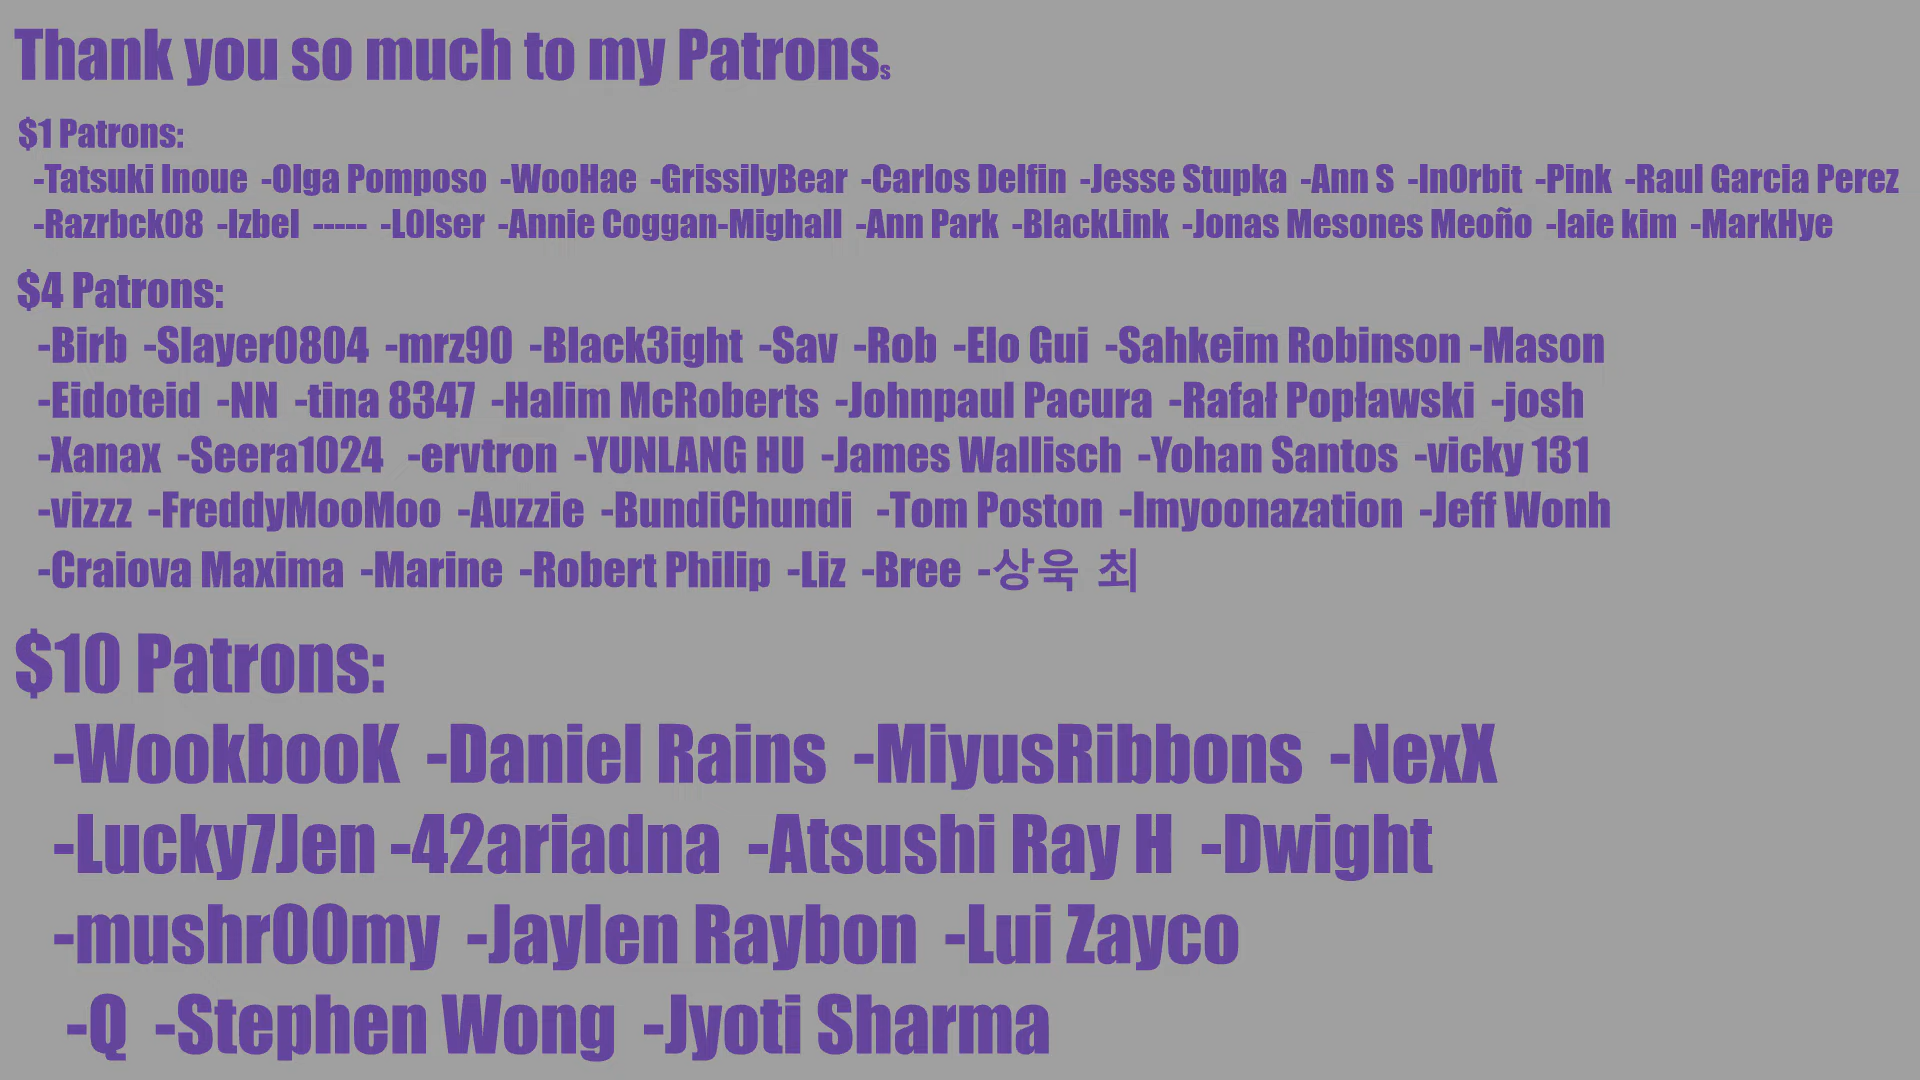 Thank you so much to my Patronss
$1 Patrons:
-Tatsuki Inoue -Olga Pomposo -WooHae -GrissilyBear -Carlos Delfin -Jesse Stupka -Ann S -InOrbit -Pink -Raul Garcia Perez
-Razrbck08 -Izbel ----- -L0lser -Annie Coggan-Mighall -Ann Park -BlackLink -Jonas Mesones Meoño -Iaie kim -MarkHye
$4 Patrons:
-Birb -Slayer0804 -mrz90 -Black3ight -Sav -Rob -Elo Gui -Sahkeim Robinson -Mason
-Eidoteid -NN -tina 8347 -Halim McRoberts -Johnpaul Pacura -Rafał Popławski -josh
-Xanax -Seera1024 -ervtron -YUNLANG HU -James Wallisch -Yohan Santos -vicky 131
-vizzz -FreddyMooMoo -Auzzie -BundiChundi -Tom Poston -Imyoonazation -Jeff Wonh
-Craiova Maxima -Marine -Robert Philip -Liz -Bree -상욱 최
$10 Patrons:
-WookbooK -Daniel Rains -MiyusRibbons -NexX
-Lucky7Jen -42ariadna -Atsushi Ray H -Dwight
-mushr00my -Jaylen Raybon -Lui Zayco
-Q -Stephen Wong -Jyoti Sharma